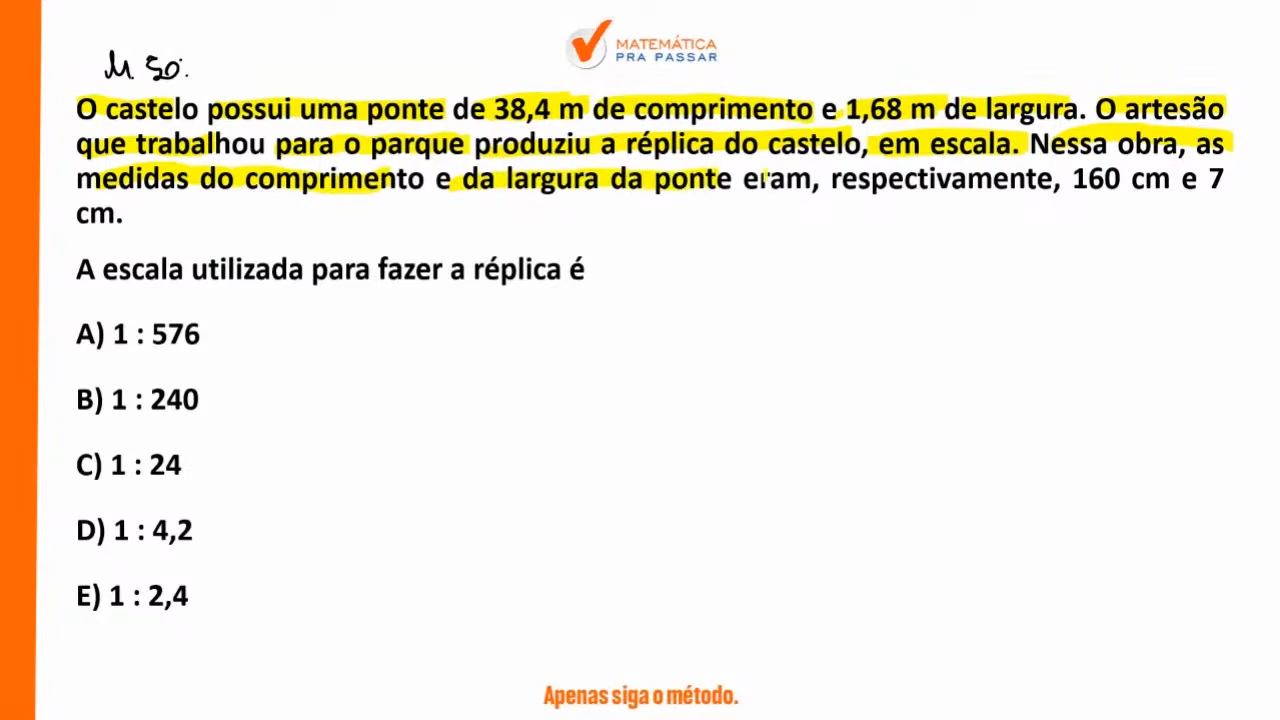 MATEMÁTICA
PRA PASSAR
M 50.
O castelo possui uma ponte de 38,4 m de comprimento e 1,68 m de largura. O artesão
que trabalhou para o parque produziu a réplica do castelo, em escala. Nessa obra, as
medidas do comprimento e da largura da ponte eram, respectivamente, 160 cm e 7
cm.
A escala utilizada para fazer a réplica é
A) 1 : 576
B) 1 : 240
C) 1 : 24
D) 1 : 4,2
E) 1 : 2,4
Apenas siga o método.